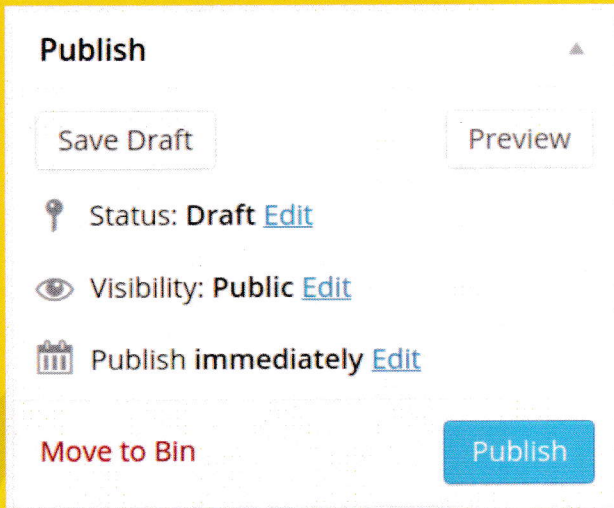 Publish
Save Draft Preview
Status: Draft Edit
Visibility: Public Edit
Publish immediately Edit
Move to Bin Publish